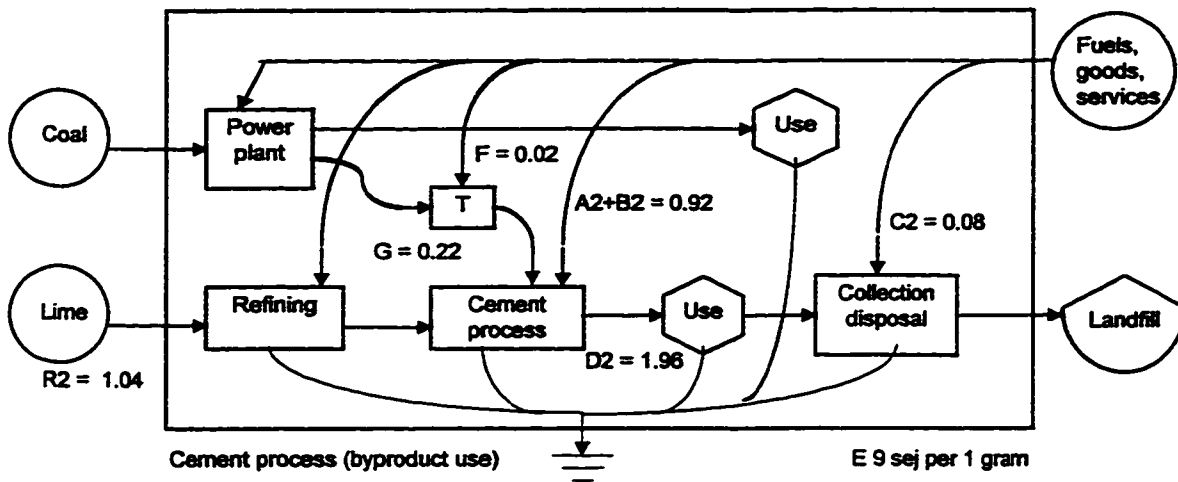 Fuels,
goods,
services
Coal
Power
plant
Use
F = 0.02
T
A2+B2 = 0.92
C2 = 0.08
G = 0.22
Lime
Refining
Cement
process
Use
Collection
disposal
Landfill
R2 = 1.04
D2 = 1.96
Cement process (byproduct use)
E 9 sej per 1 gram